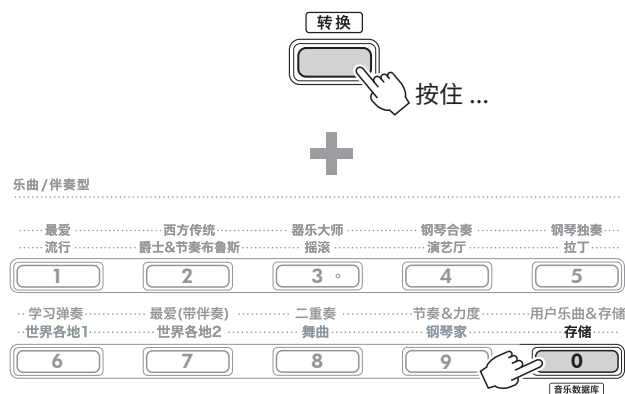 转换
按住 ...
乐曲/伴奏型
最爱 西方传统 器乐大师 钢琴合奏 钢琴独奏
流行 爵士&节奏布鲁斯 摇滚 演艺厅 拉丁
1 2 3 4 5
学习弹奏 最爱(带伴奏) 二重奏 节奏&力度 用户乐曲&存储
世界各地1 世界各地2 舞曲 钢琴家 存储
6 7 8 9 0
音乐数据库